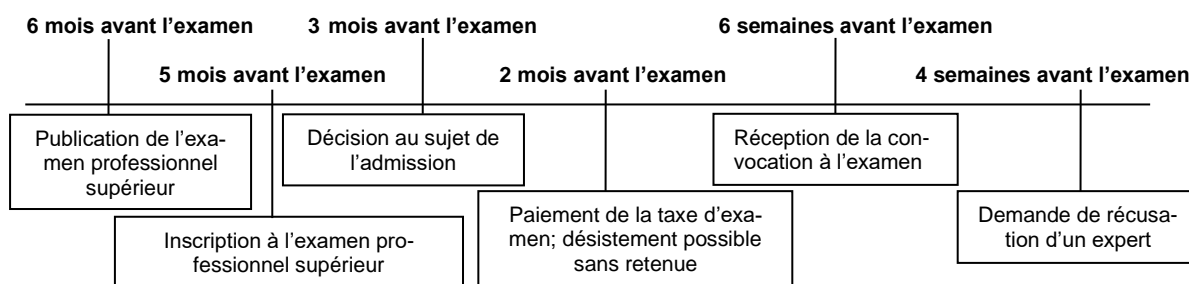 6 mois avant l’examen
3 mois avant l’examen
6 semaines avant l’examen
5 mois avant l’examen
2 mois avant l’examen
4 semaines avant l’examen
Publication de l’exa-
men professionnel
supérieur
Décision au sujet de
l’admission
Réception de la con-
vocation à l’examen
Inscription à l’examen pro-
fessionnel supérieur
Paiement de la taxe d’exa-
men; désistement possible
sans retenue
Demande de récusa-
tion d’un expert